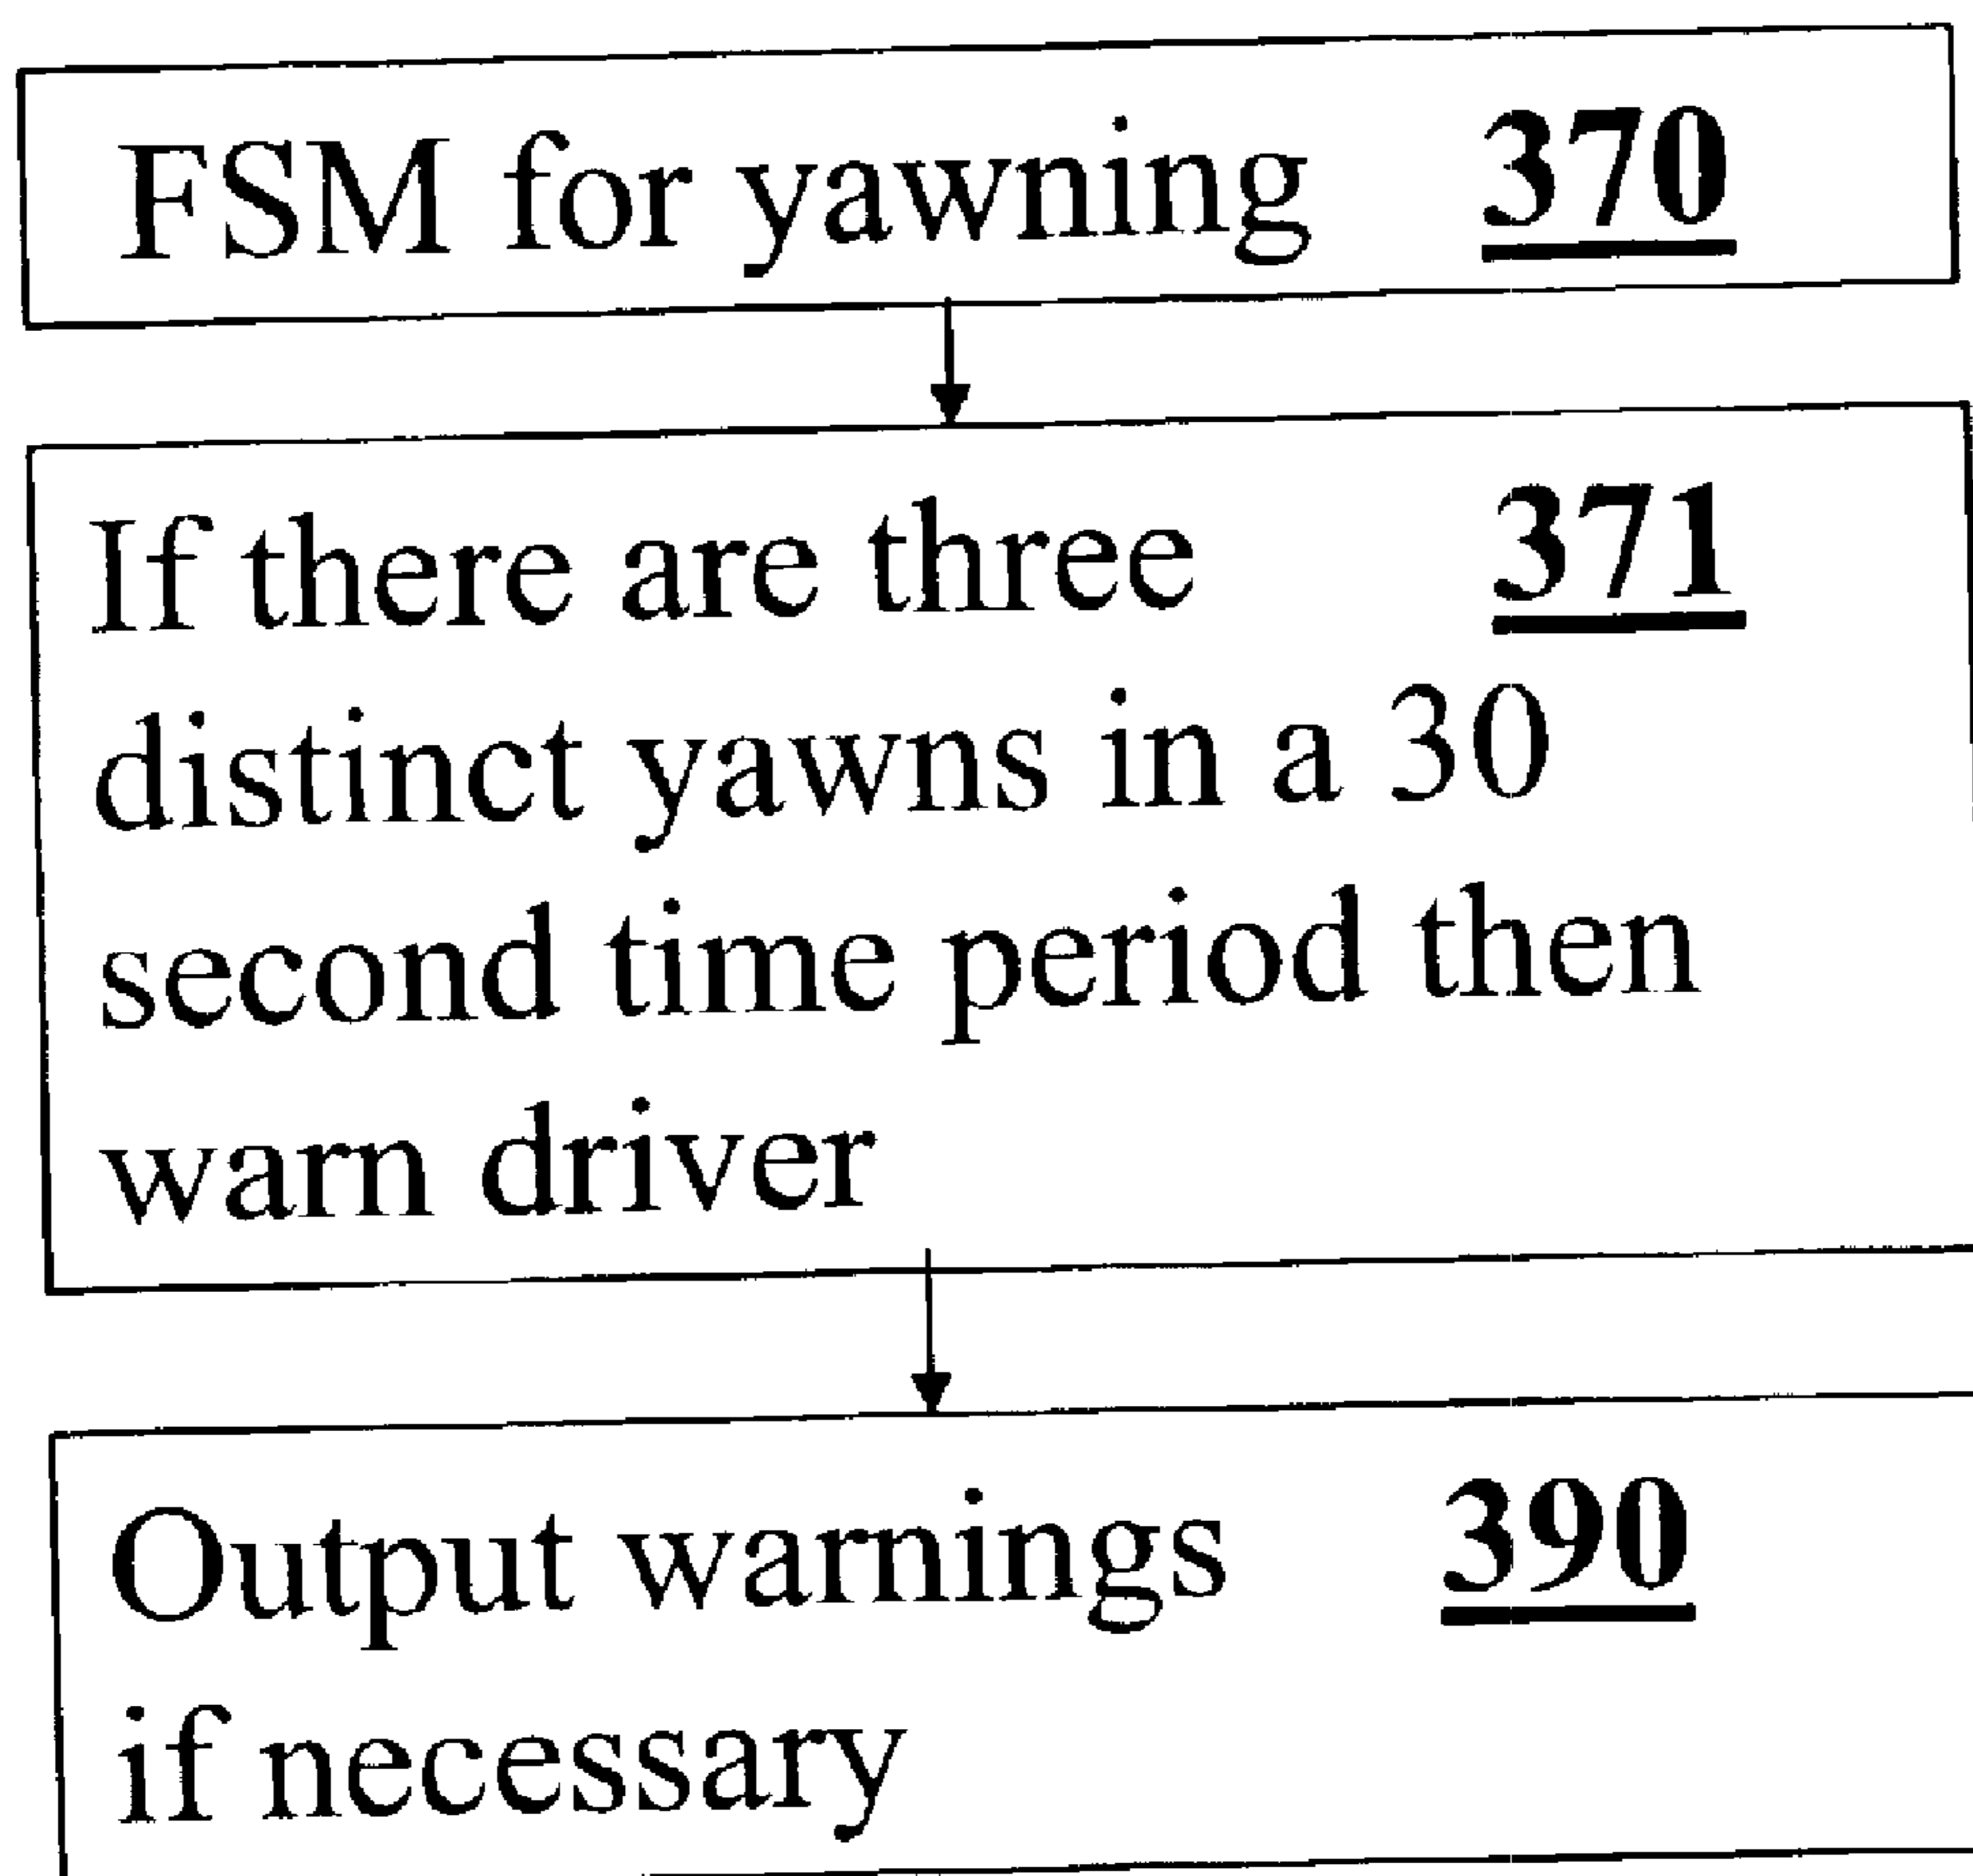 FSM for yawning 370
If there are three 371
distinct yawns in a 30
second time period then
warn driver
Output warnings 390
if necessary